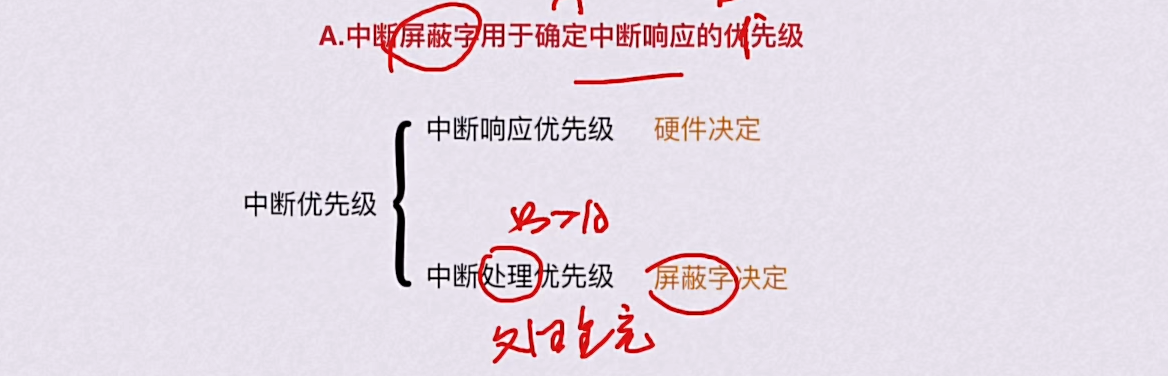 A.中断屏蔽字用于确定中断响应的优先级
中断响应优先级 硬件决定
中断优先级
中断处理优先级 屏蔽字决定